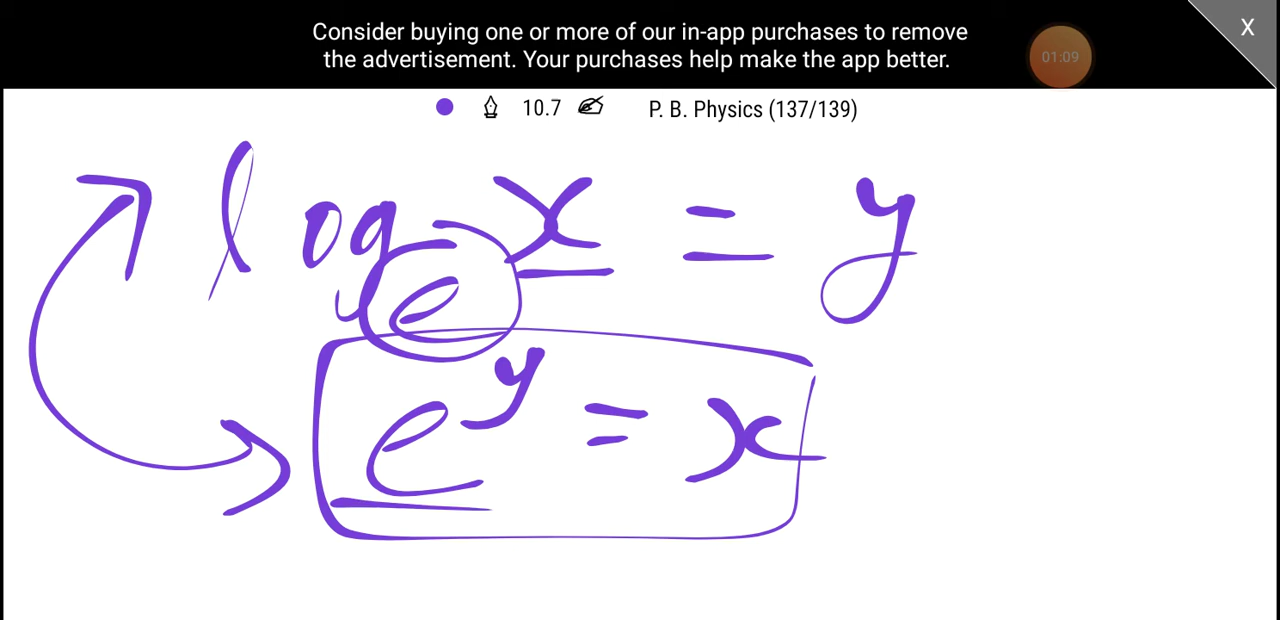 Consider buying one or more of our in-app purchases to remove
the advertisement. Your purchases help make the app better.
X
01:09
10.7
P. B. Physics (137/139)
logₑ x = y
eʸ = x